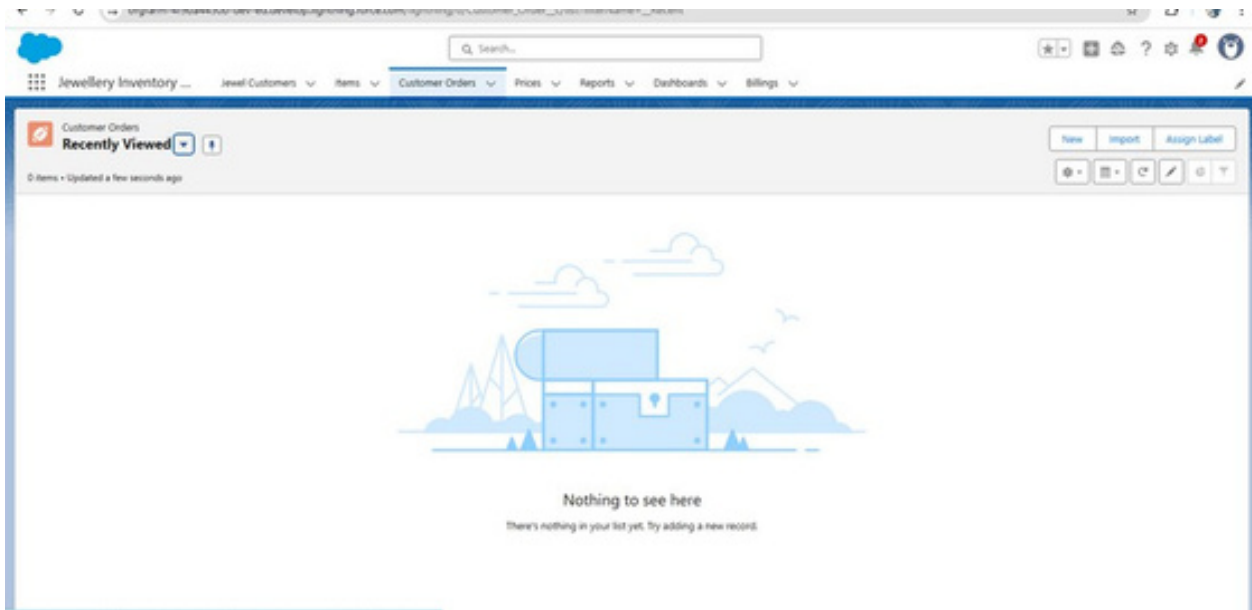 Search...
Jewellery Inventory ... Jewel Customers Items Customer Orders Prices Reports Dashboards Billings
Customer Orders
Recently Viewed
New Import Assign Label
0 items • Updated a few seconds ago
Nothing to see here
There's nothing in your list yet. Try adding a new record.